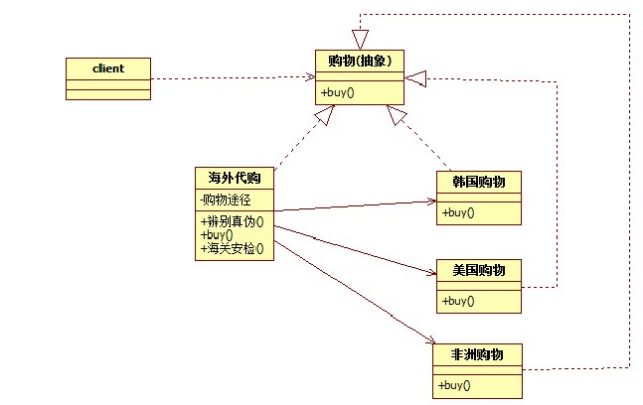 client
购物(抽象)
+buy()
海外代购
-购物途径
+辨别真伪()
+buy()
+海关安检()
韩国购物
+buy()
美国购物
+buy()
非洲购物
+buy()